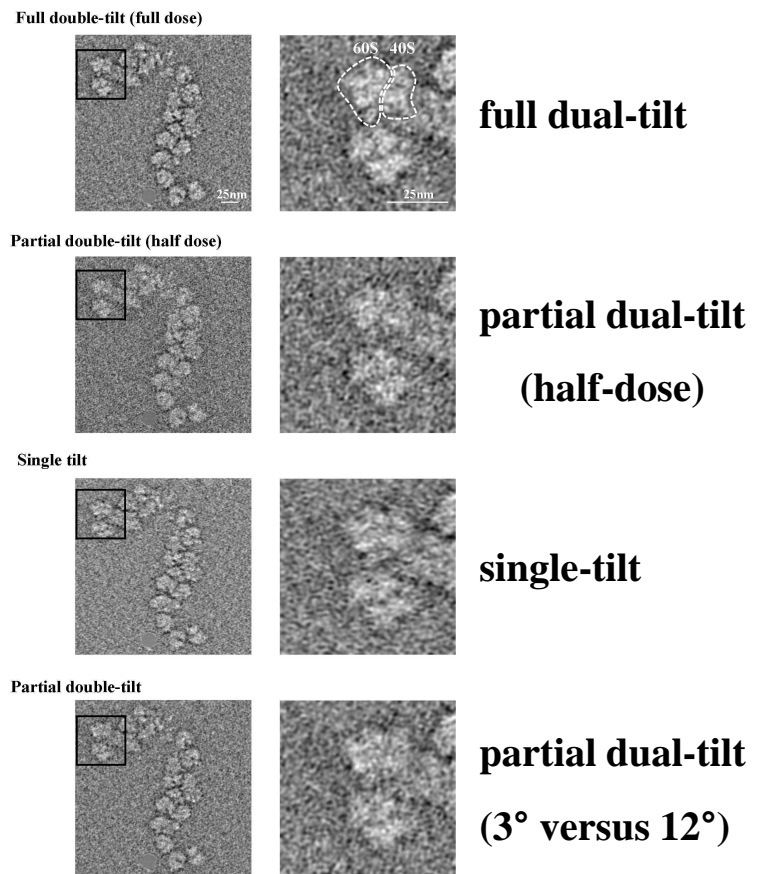 Full double-tilt (full dose)
60S 40S
25nm
25nm
full dual-tilt
Partial double-tilt (half dose)
partial dual-tilt
(half-dose)
Single tilt
single-tilt
Partial double-tilt
partial dual-tilt
(3° versus 12°)